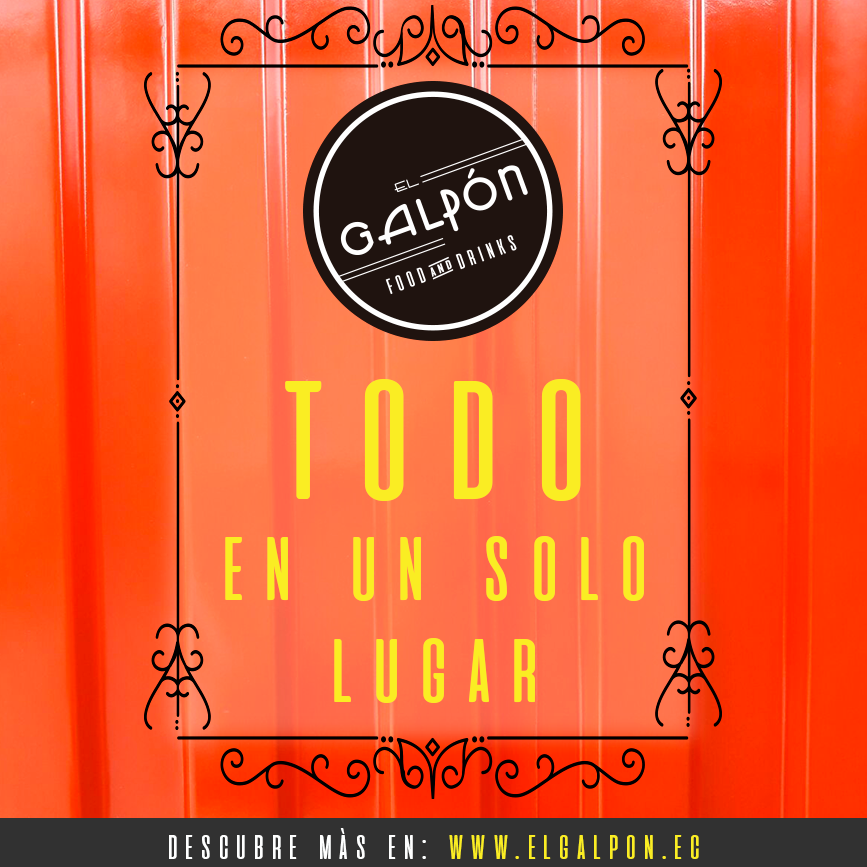 EL
GALPÓN
FOOD AND DRINKS
TODO
EN UN SOLO
LUGAR
DESCUBRE MÀS EN: WWW.ELGALPON.EC